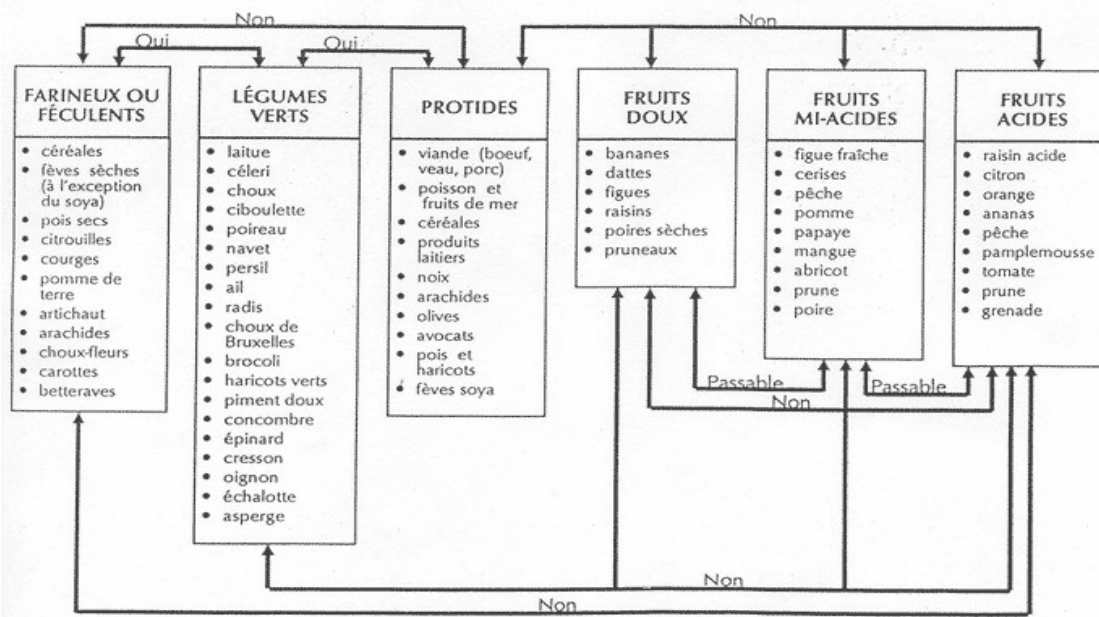 Non
Non
Oui
Oui
FARINEUX OU
FÉCULENTS
• céréales
• fèves sèches
(à l'exception
du soya)
• pois secs
• citrouilles
• courges
• pomme de
terre
• artichaut
• arachides
• choux-fleurs
• carottes
• betteraves
LÉGUMES
VERTS
• laitue
• céleri
• choux
• ciboulette
• poireau
• navet
• persil
• ail
• radis
• choux de
Bruxelles
• brocoli
• haricots verts
• piment doux
• concombre
• épinard
• cresson
• oignon
• échalotte
• asperge
PROTIDES
• viande (boeuf,
veau, porc)
• poisson et
fruits de mer
• céréales
• produits
laitiers
• noix
• arachides
• olives
• avocats
• pois et
haricots
• fèves soya
FRUITS
DOUX
• bananes
• dattes
• figues
• raisins
• poires sèches
• pruneaux
FRUITS
MI-ACIDES
• figue fraîche
• cerises
• pêche
• pomme
• papaye
• mangue
• abricot
• prune
• poire
FRUITS
ACIDES
• raisin acide
• citron
• orange
• ananas
• pêche
• pamplemousse
• tomate
• prune
• grenade
Passable
Passable
Non
Non
Non